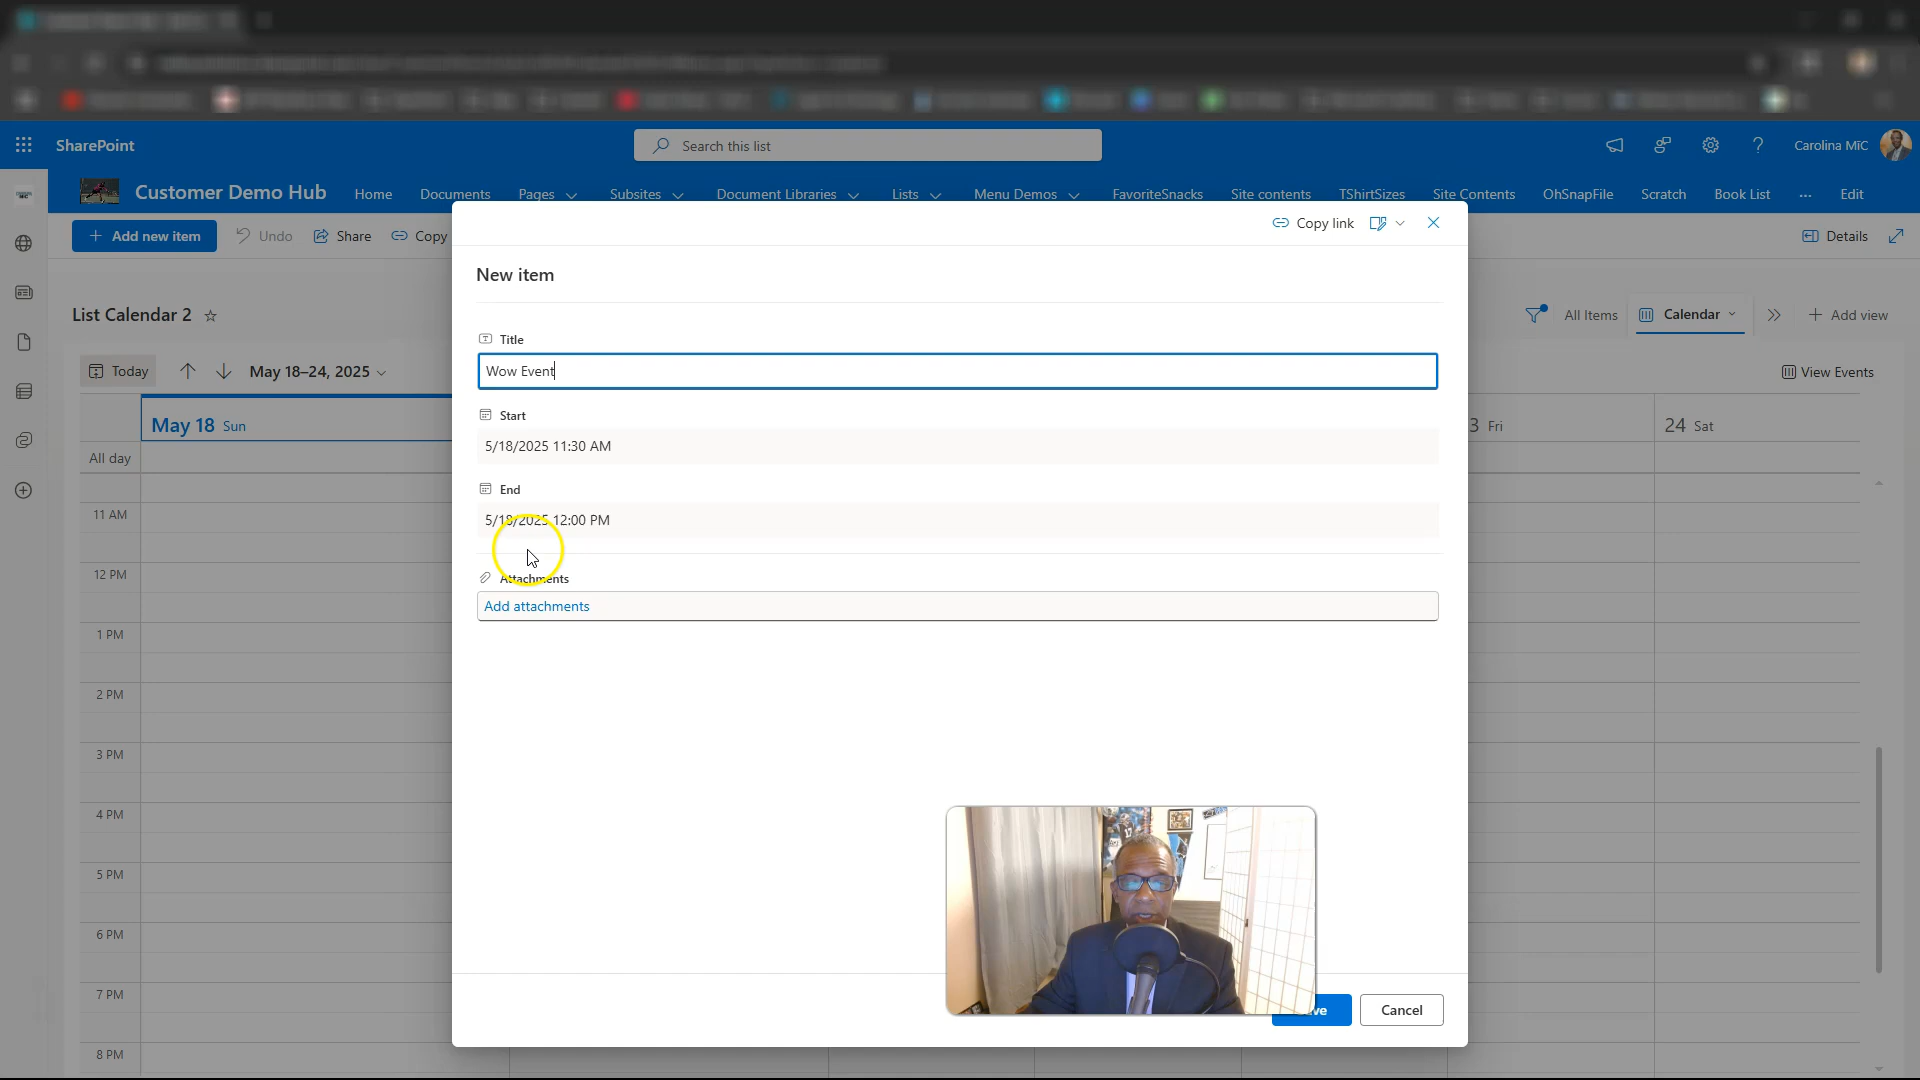 SharePoint
Search this list
Carolina MiC
Customer Demo Hub
Home
Documents
Pages
Subsites
Document Libraries
Lists
Menu Demos
FavoriteSnacks
Site contents
TShirtSizes
Site Contents
OhSnapFile
Scratch
Book List
...
Edit
Add new item
Undo
Share
Copy
Copy link
Details
New item
List Calendar 2
All Items
Calendar
Add view
Title
Wow Event
Today
May 18–24, 2025
View Events
Start
5/18/2025 11:30 AM
May 18 Sun
3 Fri
24 Sat
All day
End
5/18/2025 12:00 PM
11 AM
12 PM
Attachments
Add attachments
1 PM
2 PM
3 PM
4 PM
5 PM
6 PM
7 PM
8 PM
Cancel